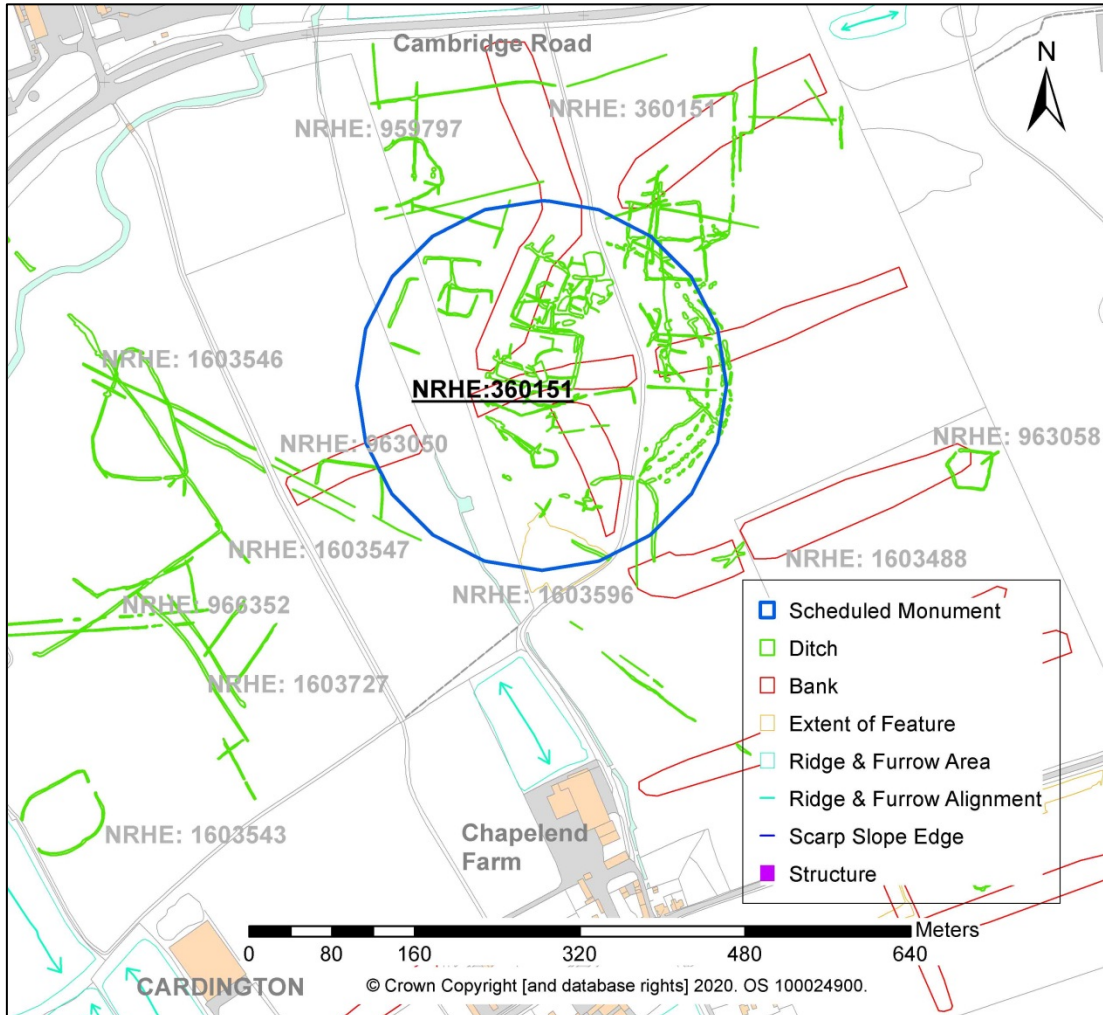 Cambridge Road
N
NRHE: 360151
NRHE: 959797
NRHE: 1603546
NRHE:360151
NRHE: 963050
NRHE: 963058
NRHE: 1603547
NRHE: 1603488
NRHE: 966352
NRHE: 1603596
NRHE: 1603727
NRHE: 1603543
Chapelend
Farm
CARDINGTON
Scheduled Monument
Ditch
Bank
Extent of Feature
Ridge & Furrow Area
Ridge & Furrow Alignment
Scarp Slope Edge
Structure
0 80 160 320 480 640 Meters
© Crown Copyright [and database rights] 2020. OS 100024900.